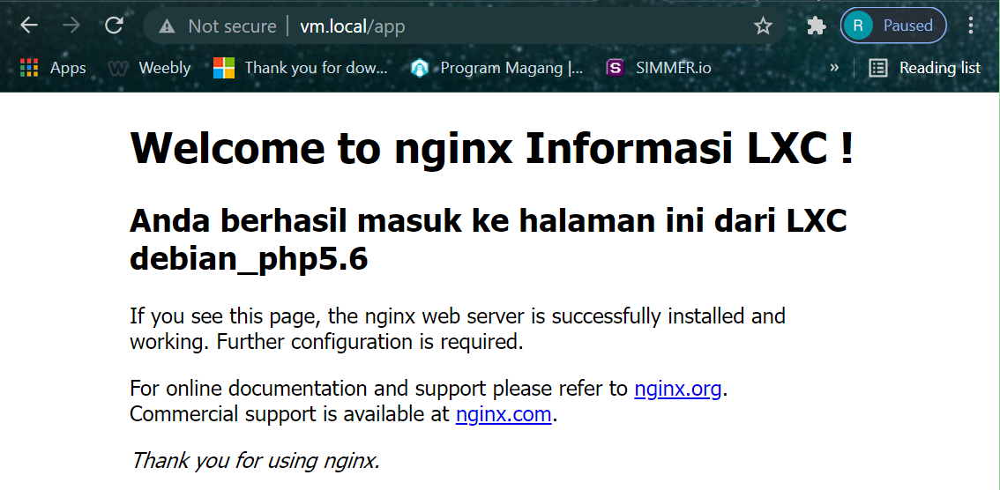 Not secure | vm.local/app
R Paused
Apps
Weebly
Thank you for dow...
Program Magang |...
S SIMMER.io
»
Reading list
Welcome to nginx Informasi LXC !
Anda berhasil masuk ke halaman ini dari LXC
debian_php5.6
If you see this page, the nginx web server is successfully installed and
working. Further configuration is required.
For online documentation and support please refer to nginx.org.
Commercial support is available at nginx.com.
Thank you for using nginx.